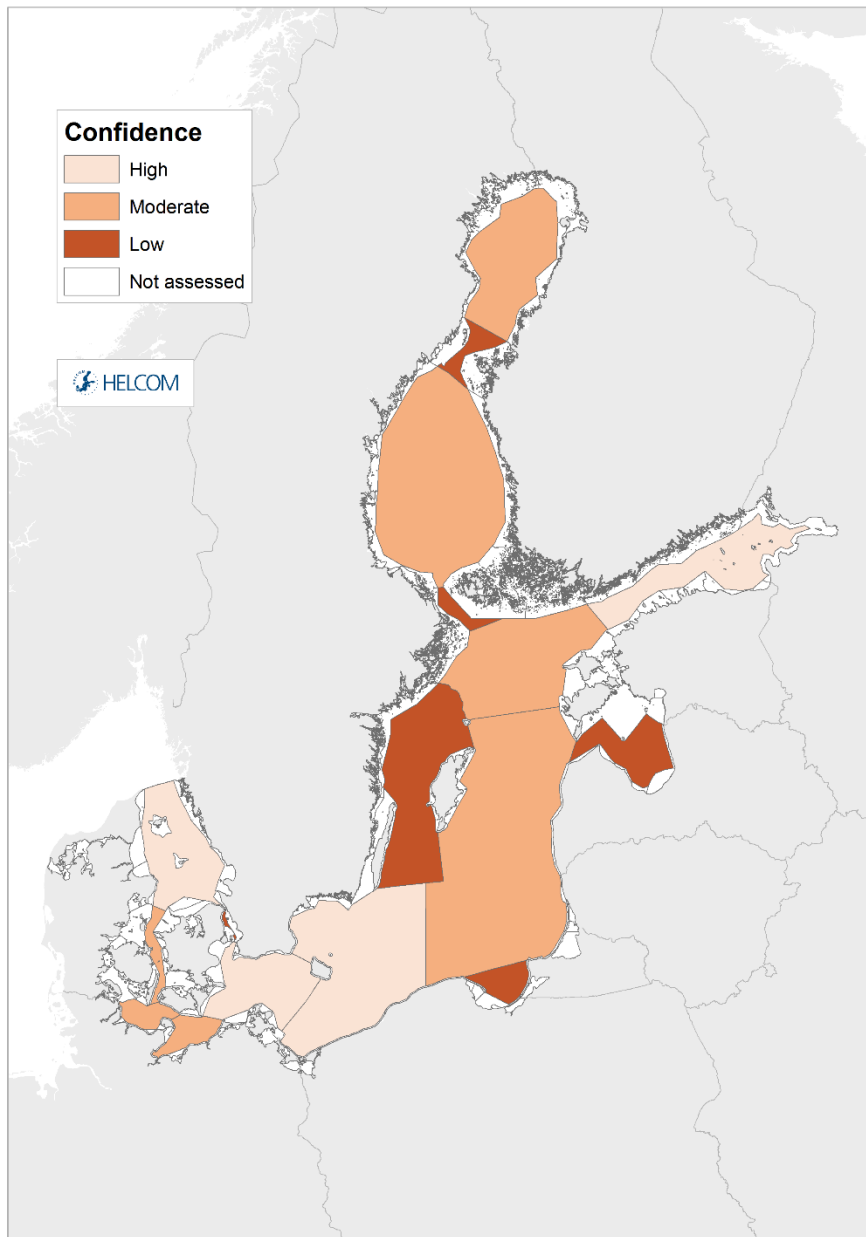 Confidence
High
Moderate
Low
Not assessed
HELCOM